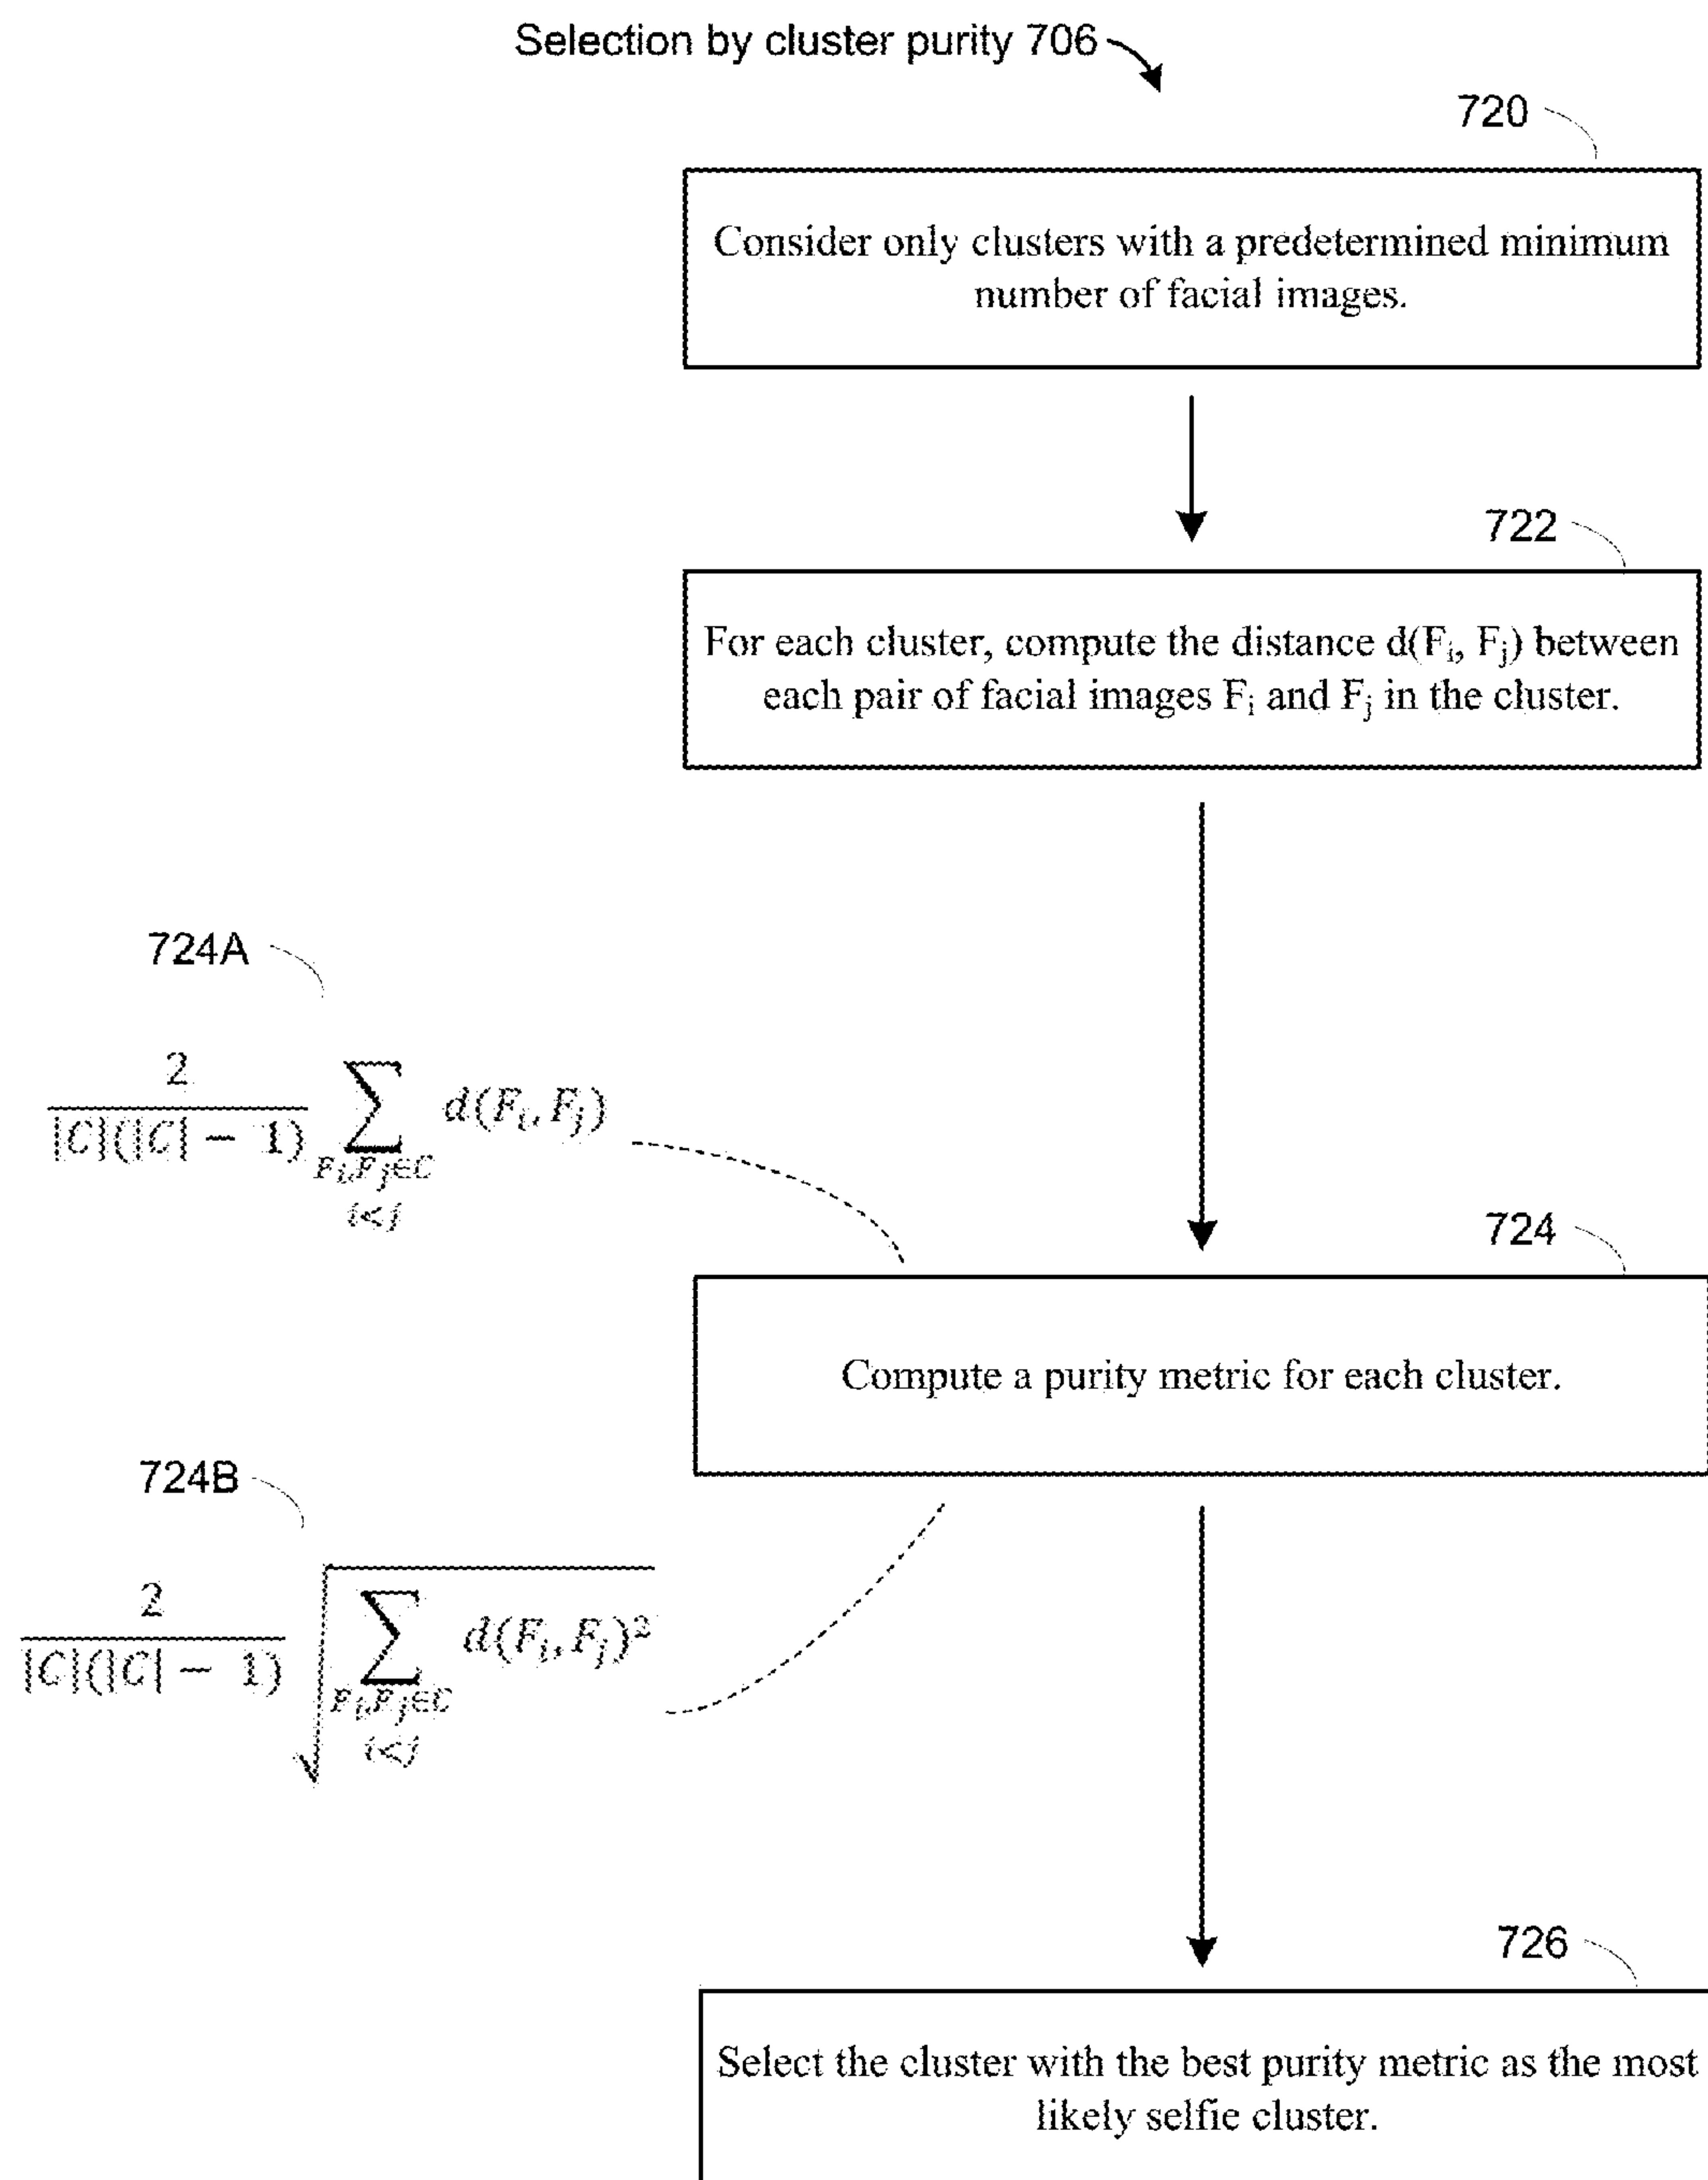 Selection by cluster purity 706
720
Consider only clusters with a predetermined minimum
number of facial images.
722
For each cluster, compute the distance d(Fᵢ, Fⱼ) between
each pair of facial images Fᵢ and Fⱼ in the cluster.
724A
2
|C|(|C| − 1)
∑ d(Fᵢ, Fⱼ)
Fᵢ,Fⱼ∈C
i<j
724
Compute a purity metric for each cluster.
724B
2
|C|(|C| − 1)
√ ∑ d(Fᵢ, Fⱼ)²
Fᵢ,Fⱼ∈C
i<j
726
Select the cluster with the best purity metric as the most
likely selfie cluster.